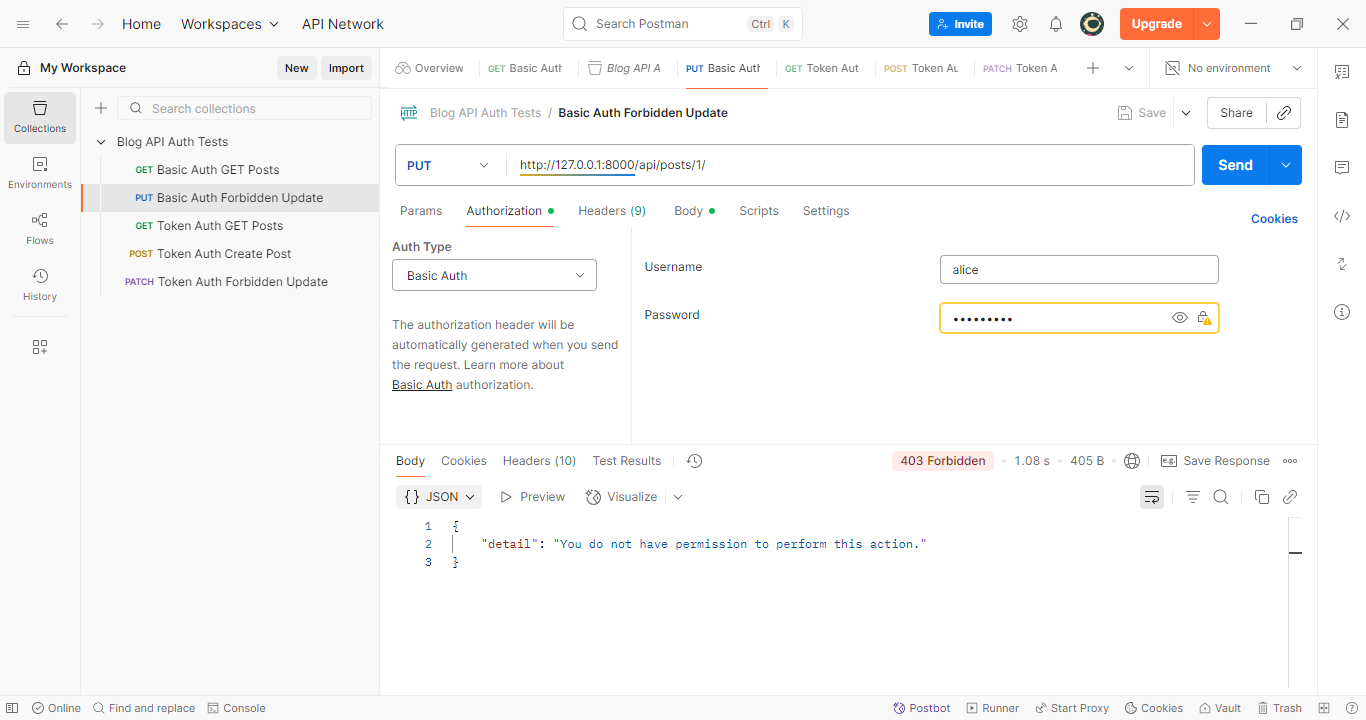 Home Workspaces API Network Search Postman Ctrl K Invite Upgrade
My Workspace New Import
Overview GET Basic Auth Blog API A PUT Basic Auth GET Token Aut POST Token Au PATCH Token A No environment
Collections
Environments
Flows
History
Search collections
Blog API Auth Tests
GET Basic Auth GET Posts
PUT Basic Auth Forbidden Update
GET Token Auth GET Posts
POST Token Auth Create Post
PATCH Token Auth Forbidden Update
HTTP Blog API Auth Tests / Basic Auth Forbidden Update Save Share
PUT http://127.0.0.1:8000/api/posts/1/ Send
Params Authorization Headers (9) Body Scripts Settings Cookies
Auth Type
Basic Auth
The authorization header will be
automatically generated when you send
the request. Learn more about
Basic Auth authorization.
Username alice
Password •••••••••
Body Cookies Headers (10) Test Results 403 Forbidden • 1.08 s • 405 B e.g. Save Response
{} JSON Preview Visualize
1 {
2 "detail": "You do not have permission to perform this action."
3 }
Online Find and replace Console Postbot Runner Start Proxy Cookies Vault Trash